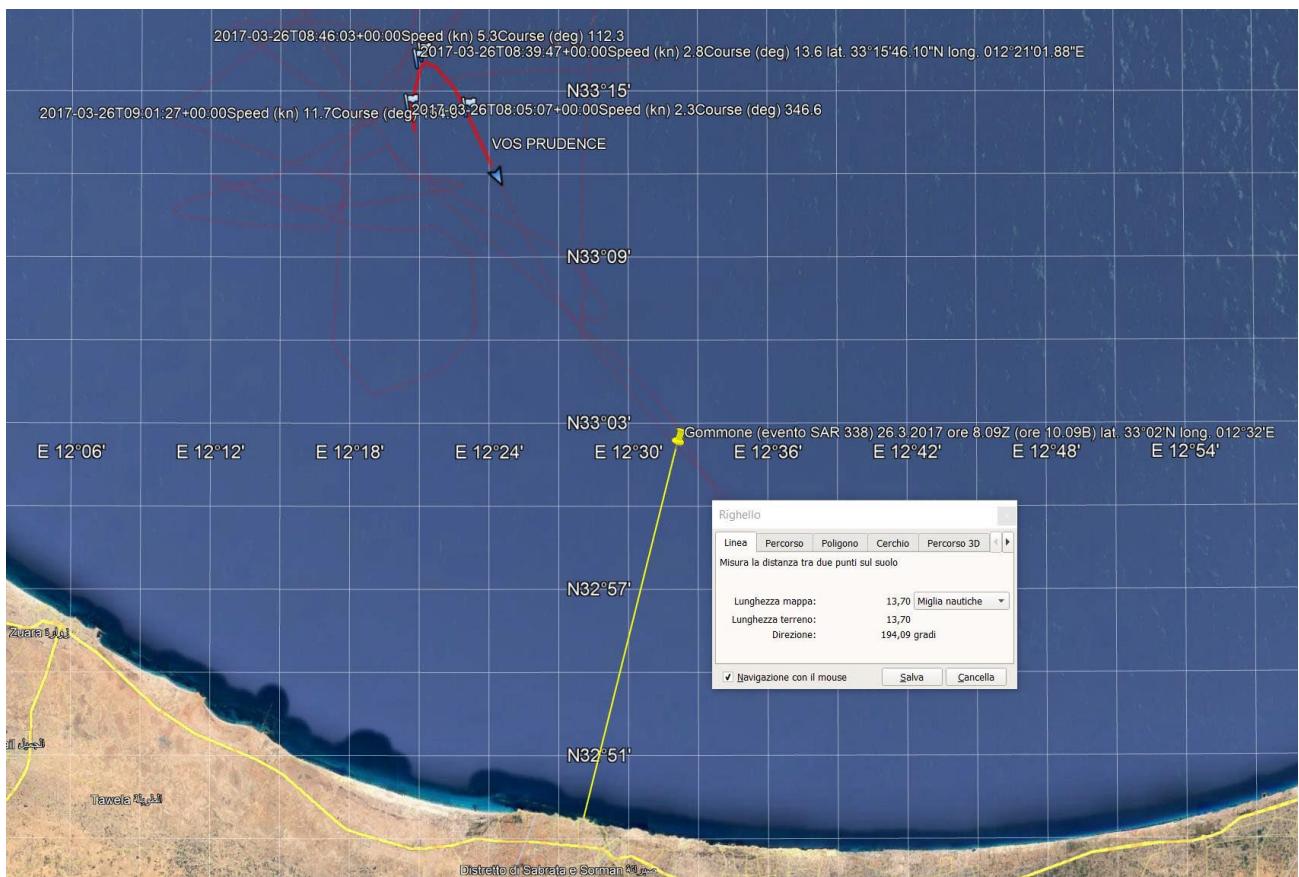 2017-03-26T08:46:03+00:00Speed (kn) 5.3Course (deg) 112.3
2017-03-26T08:39:47+00:00Speed (kn) 2.8Course (deg) 13.6 lat. 33°15'46.10"N long. 012°21'01.88"E
N33°15'
2017-03-26T09:01:27+00:00Speed (kn) 11.7Course (deg)
2017-03-26T08:05:07+00:00Speed (kn) 2.3Course (deg) 346.6
VOS PRUDENCE
N33°09'
N33°03'
Gommone (evento SAR 338) 26.3.2017 ore 8.09Z (ore 10.09B) lat. 33°02'N long. 012°32'E
E 12°06' E 12°12' E 12°18' E 12°24' E 12°30' E 12°36' E 12°42' E 12°48' E 12°54'
Righello
Linea Percorso Poligono Cerchio Percorso 3D
Misura la distanza tra due punti sul suolo
N32°57'
Lunghezza mappa: 13,70 Miglia nautiche
Lunghezza terreno: 13,70
Direzione: 194,09 gradi
Navigazione con il mouse Salva Cancella
Zuara زوارة
الجميل
N32°51'
Tawela الطويلة
Distretto di Sabrata e Sorman